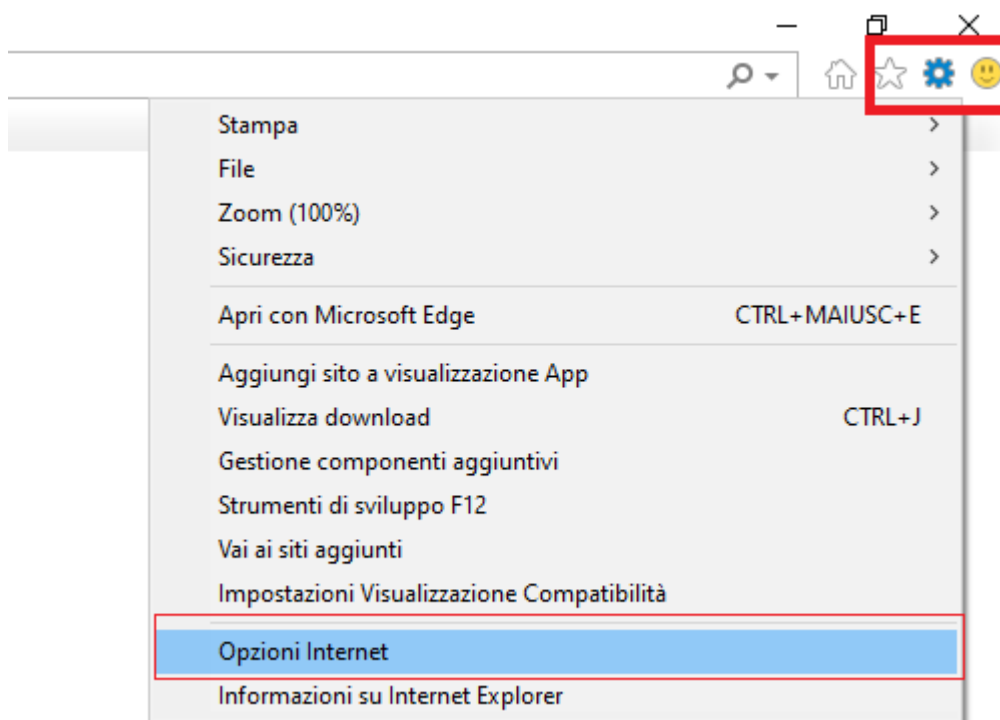 Stampa
File
Zoom (100%)
Sicurezza
Apri con Microsoft Edge CTRL+MAIUSC+E
Aggiungi sito a visualizzazione App
Visualizza download CTRL+J
Gestione componenti aggiuntivi
Strumenti di sviluppo F12
Vai ai siti aggiunti
Impostazioni Visualizzazione Compatibilità
Opzioni Internet
Informazioni su Internet Explorer